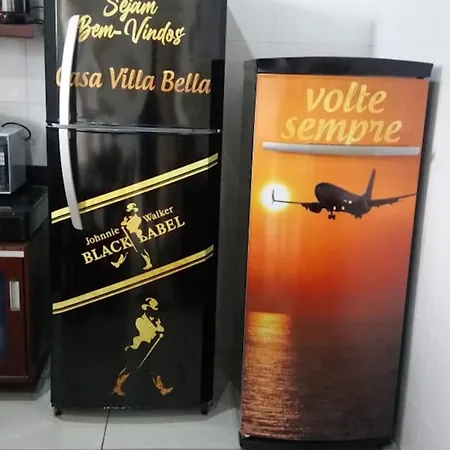 Sejam
Bem-Vindos
Casa Villa Bella
Johnnie Walker
BLACK LABEL
volte
sempre